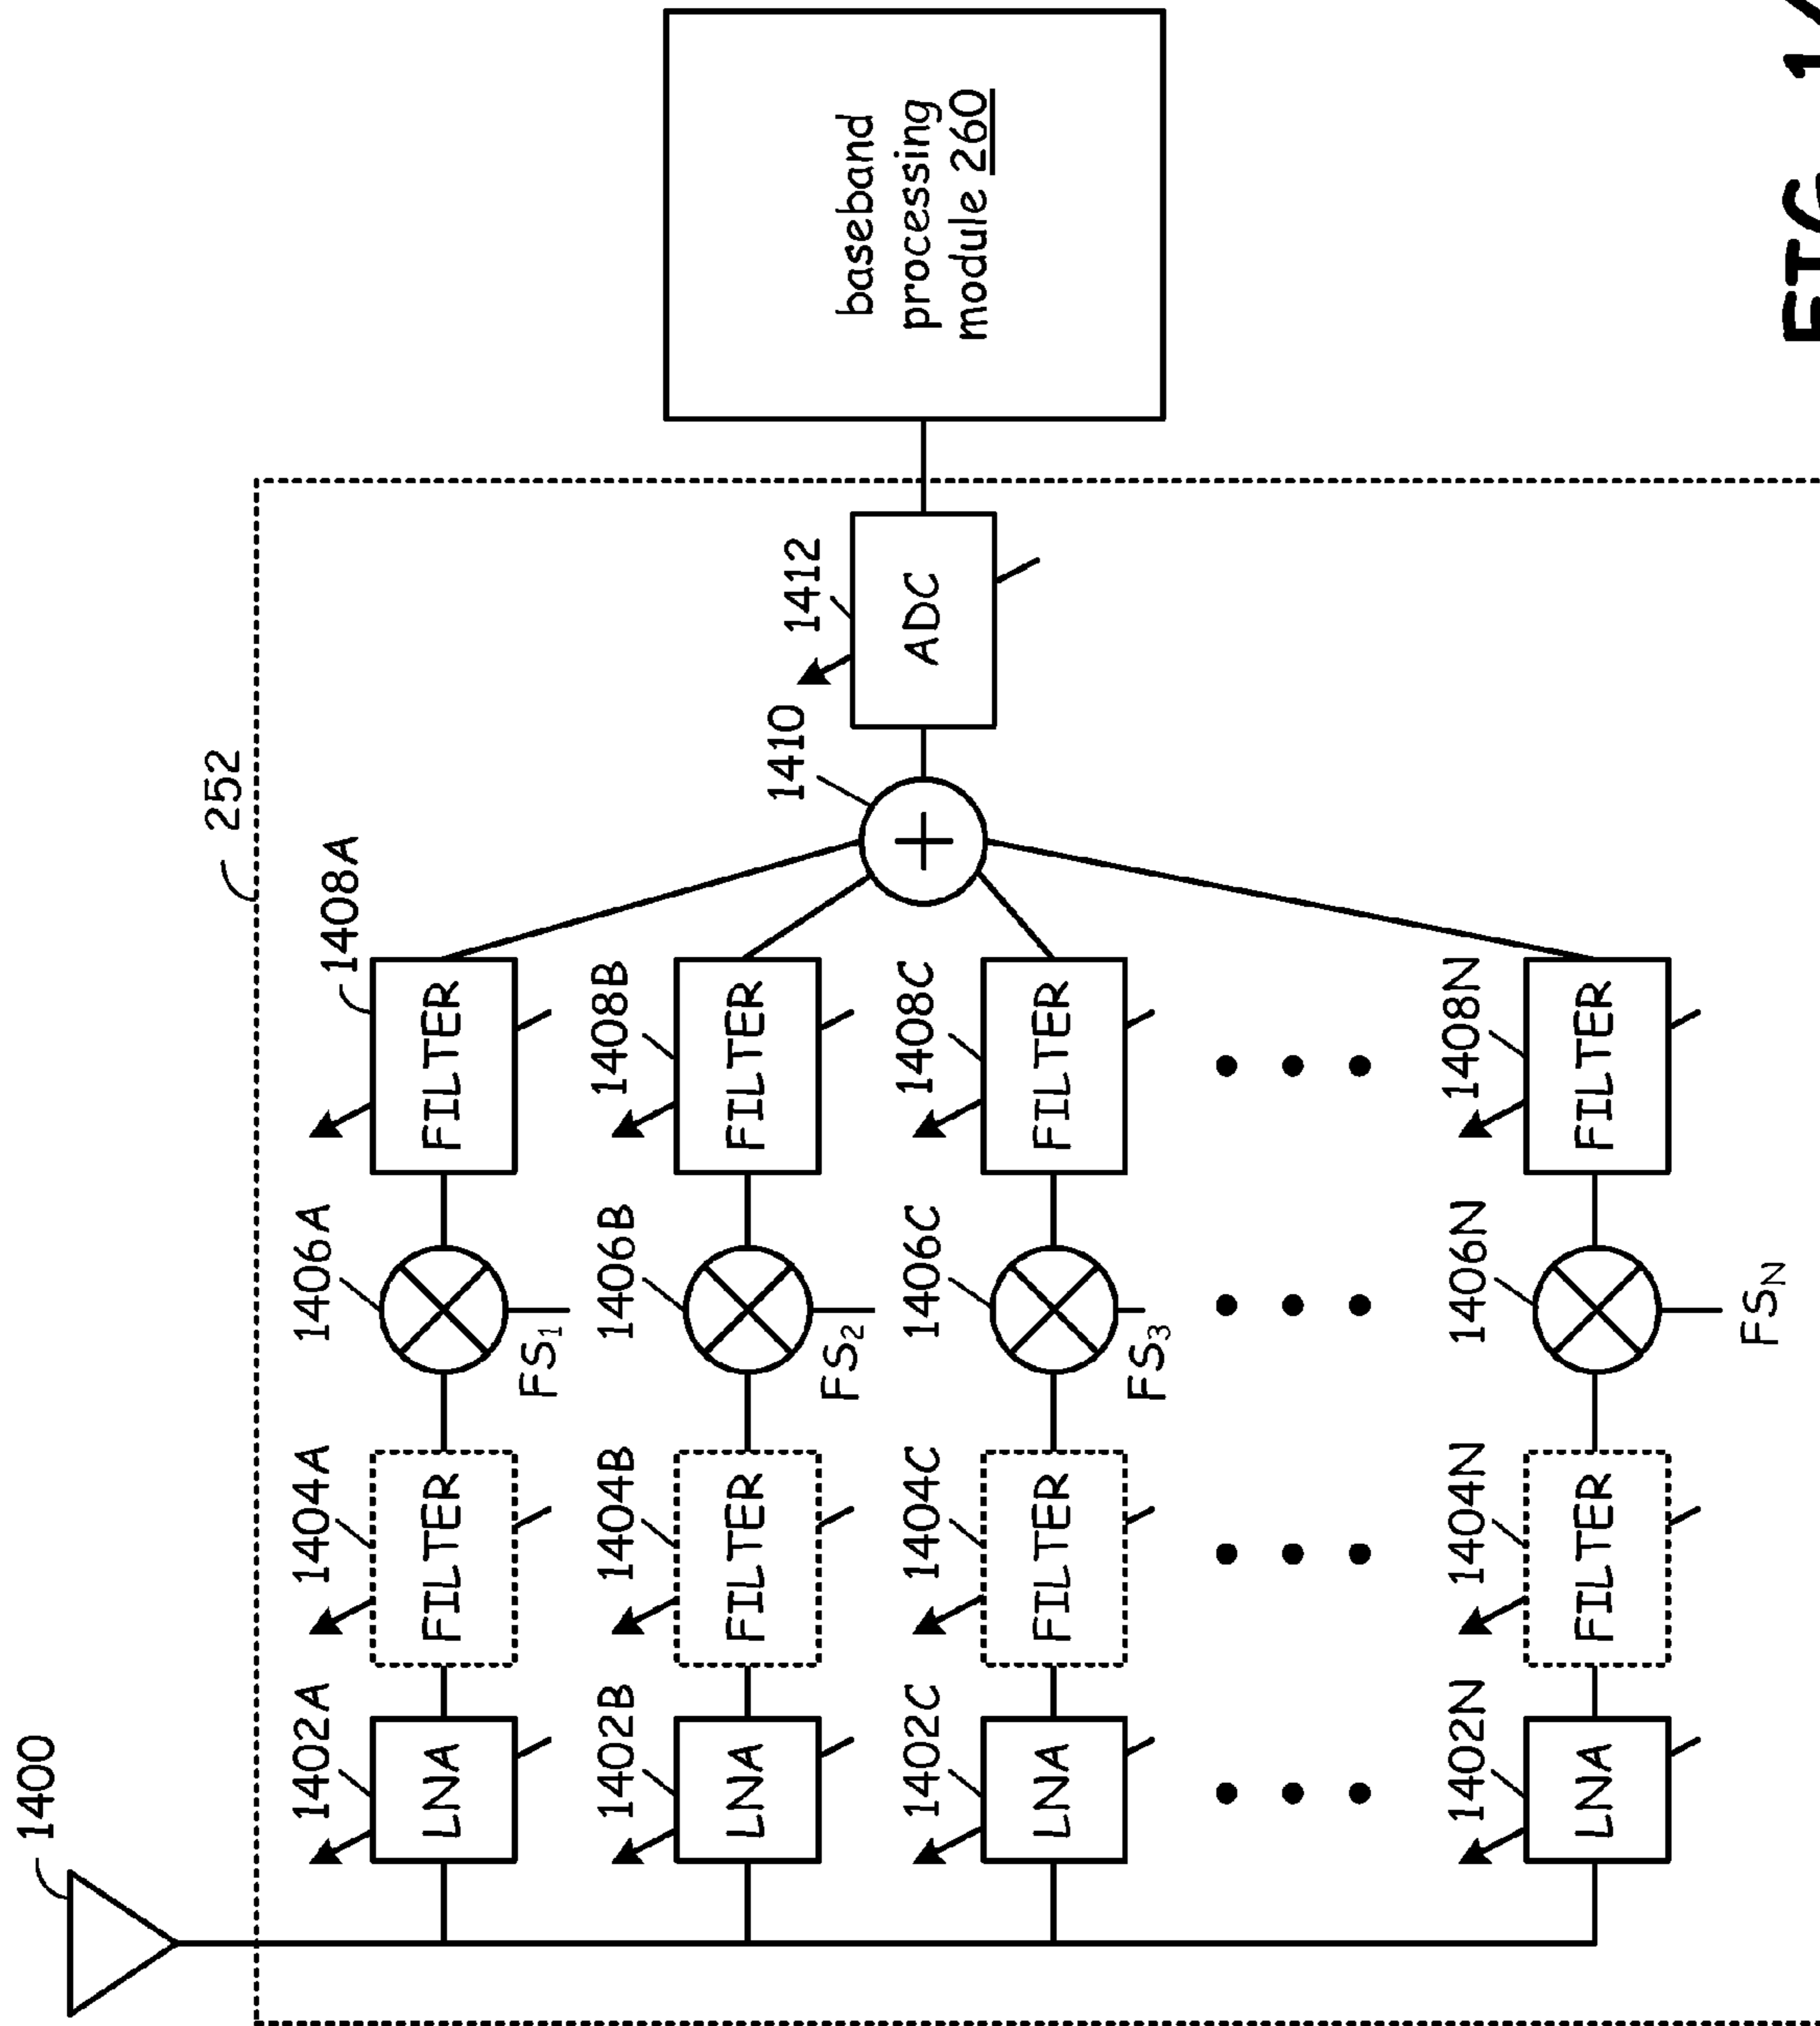 1400
252
1402A
LNA
1404A
FILTER
1406A
FS1
1408A
FILTER
1402B
LNA
1404B
FILTER
1406B
FS2
1408B
FILTER
1402C
LNA
1404C
FILTER
1406C
FS3
1408C
FILTER
1402N
LNA
1404N
FILTER
1406N
FSN
1408N
FILTER
1410
1412
ADC
baseband
processing
module 260